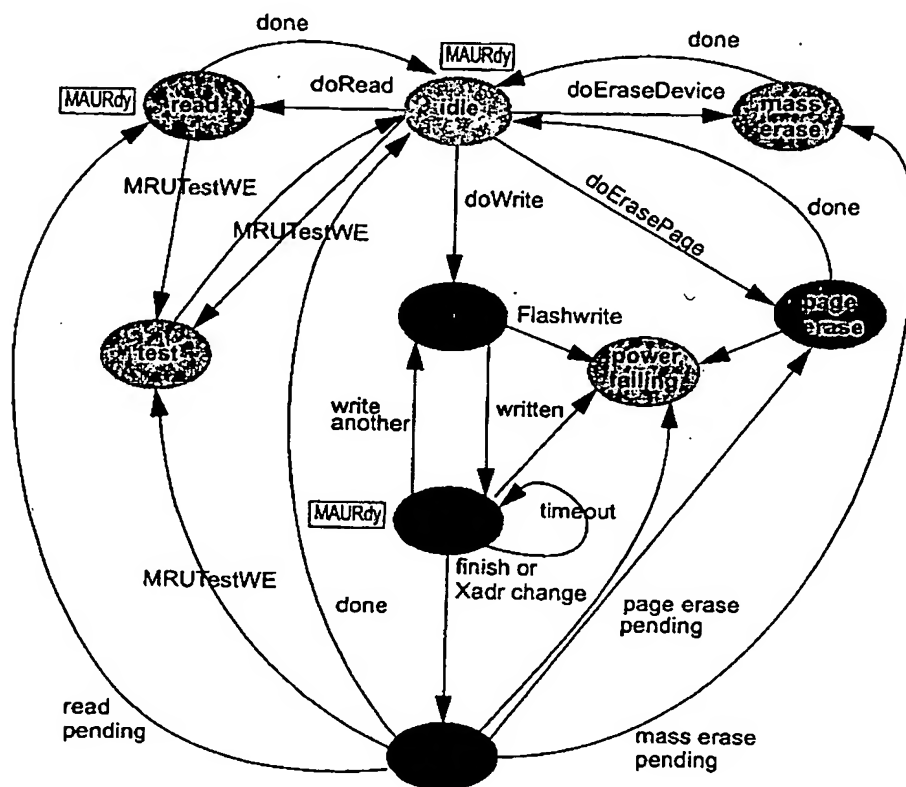 done
MAURdy
done
MAURdy
read
doRead
idle
doEraseDevice
mass
erase
MRUTestWE
MRUTestWE
doWrite
doErasePage
done
Flashwrite
page
erase
test
power
failing
write
another
written
MAURdy
timeout
MRUTestWE
done
finish or
Xadr change
page erase
pending
read
pending
mass erase
pending